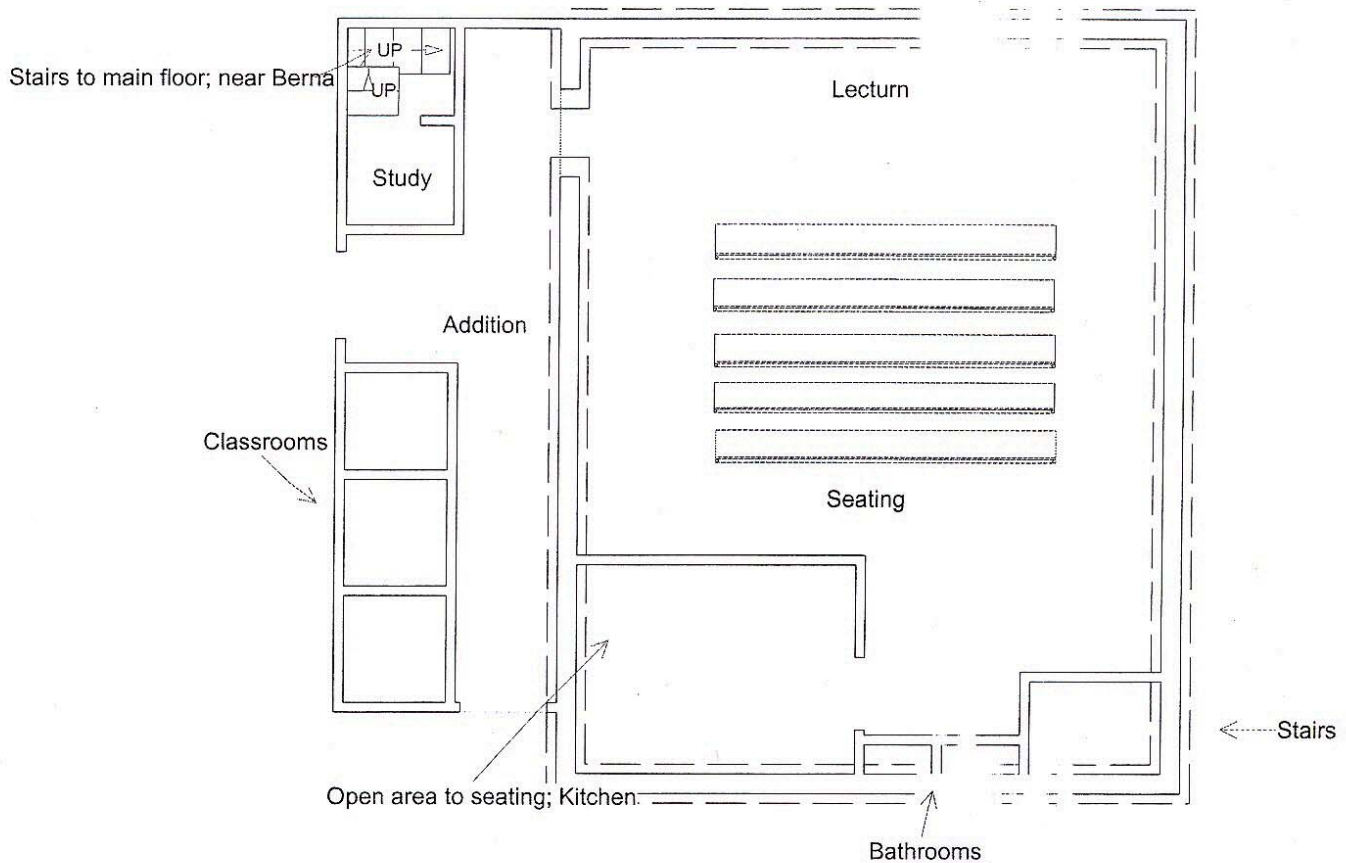 UP
Stairs to main floor; near Berna
UP
Lecturn
Study
Addition
Classrooms
Seating
Stairs
Open area to seating; Kitchen
Bathrooms